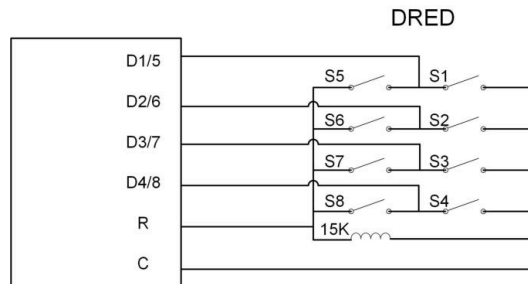 DRED
D1/5
S5 S1
D2/6
S6 S2
D3/7
S7 S3
D4/8
S8 S4
R
15K
C